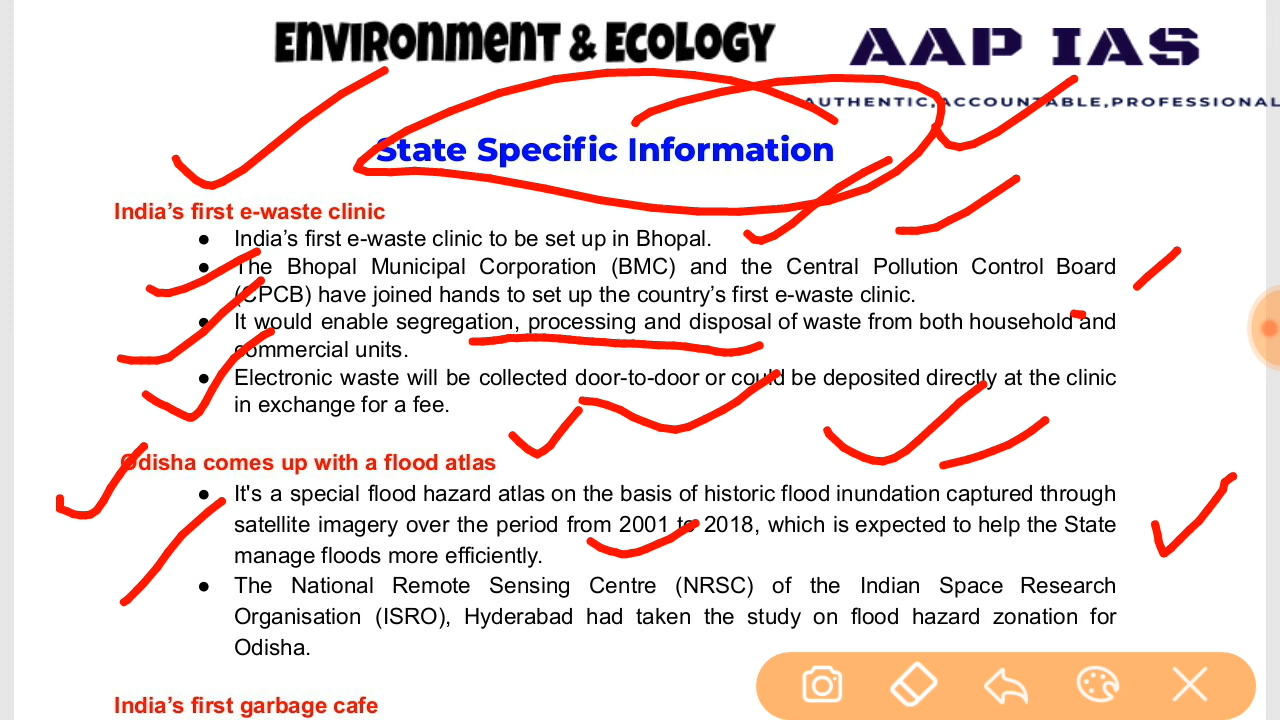 ENVIRONMENT & ECOLOGY
AAP IAS
AUTHENTIC,ACCOUNTABLE,PROFESSIONAL
State Specific Information
India's first e-waste clinic
● India's first e-waste clinic to be set up in Bhopal.
● The Bhopal Municipal Corporation (BMC) and the Central Pollution Control Board
(CPCB) have joined hands to set up the country's first e-waste clinic.
● It would enable segregation, processing and disposal of waste from both household and
commercial units.
● Electronic waste will be collected door-to-door or could be deposited directly at the clinic
in exchange for a fee.
Odisha comes up with a flood atlas
● It's a special flood hazard atlas on the basis of historic flood inundation captured through
satellite imagery over the period from 2001 to 2018, which is expected to help the State
manage floods more efficiently.
● The National Remote Sensing Centre (NRSC) of the Indian Space Research
Organisation (ISRO), Hyderabad had taken the study on flood hazard zonation for
Odisha.
India's first garbage cafe